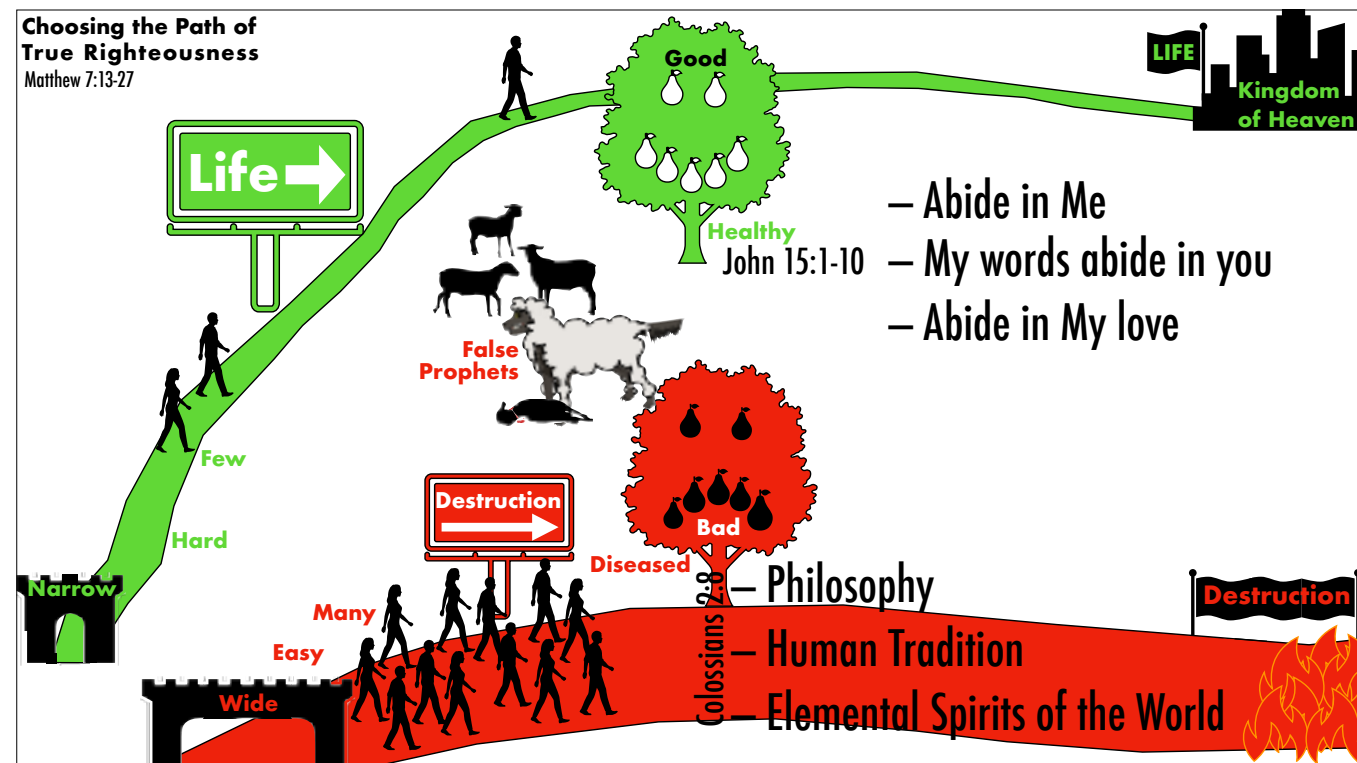 Choosing the Path of
True Righteousness
Matthew 7:13-27
Good
LIFE
Kingdom
of Heaven
Life
Healthy
John 15:1-10
– Abide in Me
– My words abide in you
– Abide in My love
False
Prophets
Few
Hard
Narrow
Destruction
Bad
Diseased
Many
Easy
Wide
Colossians 2:8
– Philosophy
– Human Tradition
– Elemental Spirits of the World
Destruction